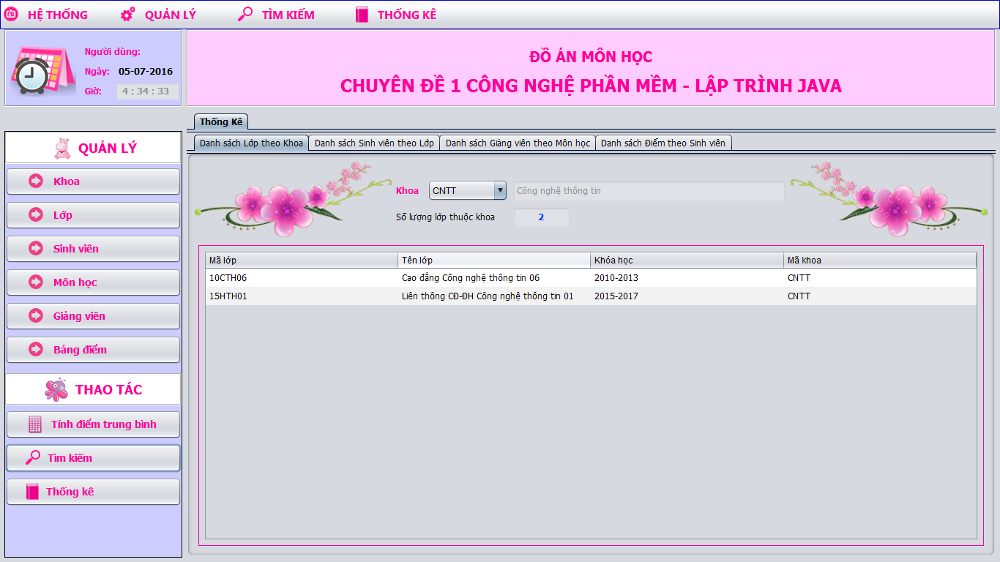 HỆ THỐNG QUẢN LÝ TÌM KIẾM THỐNG KÊ
Người dùng:
Ngày: 05-07-2016
Giờ: 4 : 34 : 33
ĐỒ ÁN MÔN HỌC
CHUYÊN ĐỀ 1 CÔNG NGHỆ PHẦN MỀM - LẬP TRÌNH JAVA
QUẢN LÝ
Khoa
Lớp
Sinh viên
Môn học
Giảng viên
Bảng điểm
THAO TÁC
Tính điểm trung bình
Tìm kiếm
Thống kê
Thống Kê
Danh sách Lớp theo Khoa Danh sách Sinh viên theo Lớp Danh sách Giảng viên theo Môn học Danh sách Điểm theo Sinh viên
Khoa CNTT Công nghệ thông tin
Số lượng lớp thuộc khoa 2
Mã lớp Tên lớp Khóa học Mã khoa
10CTH06 Cao đẳng Công nghệ thông tin 06 2010-2013 CNTT
15HTH01 Liên thông CĐ-ĐH Công nghệ thông tin 01 2015-2017 CNTT